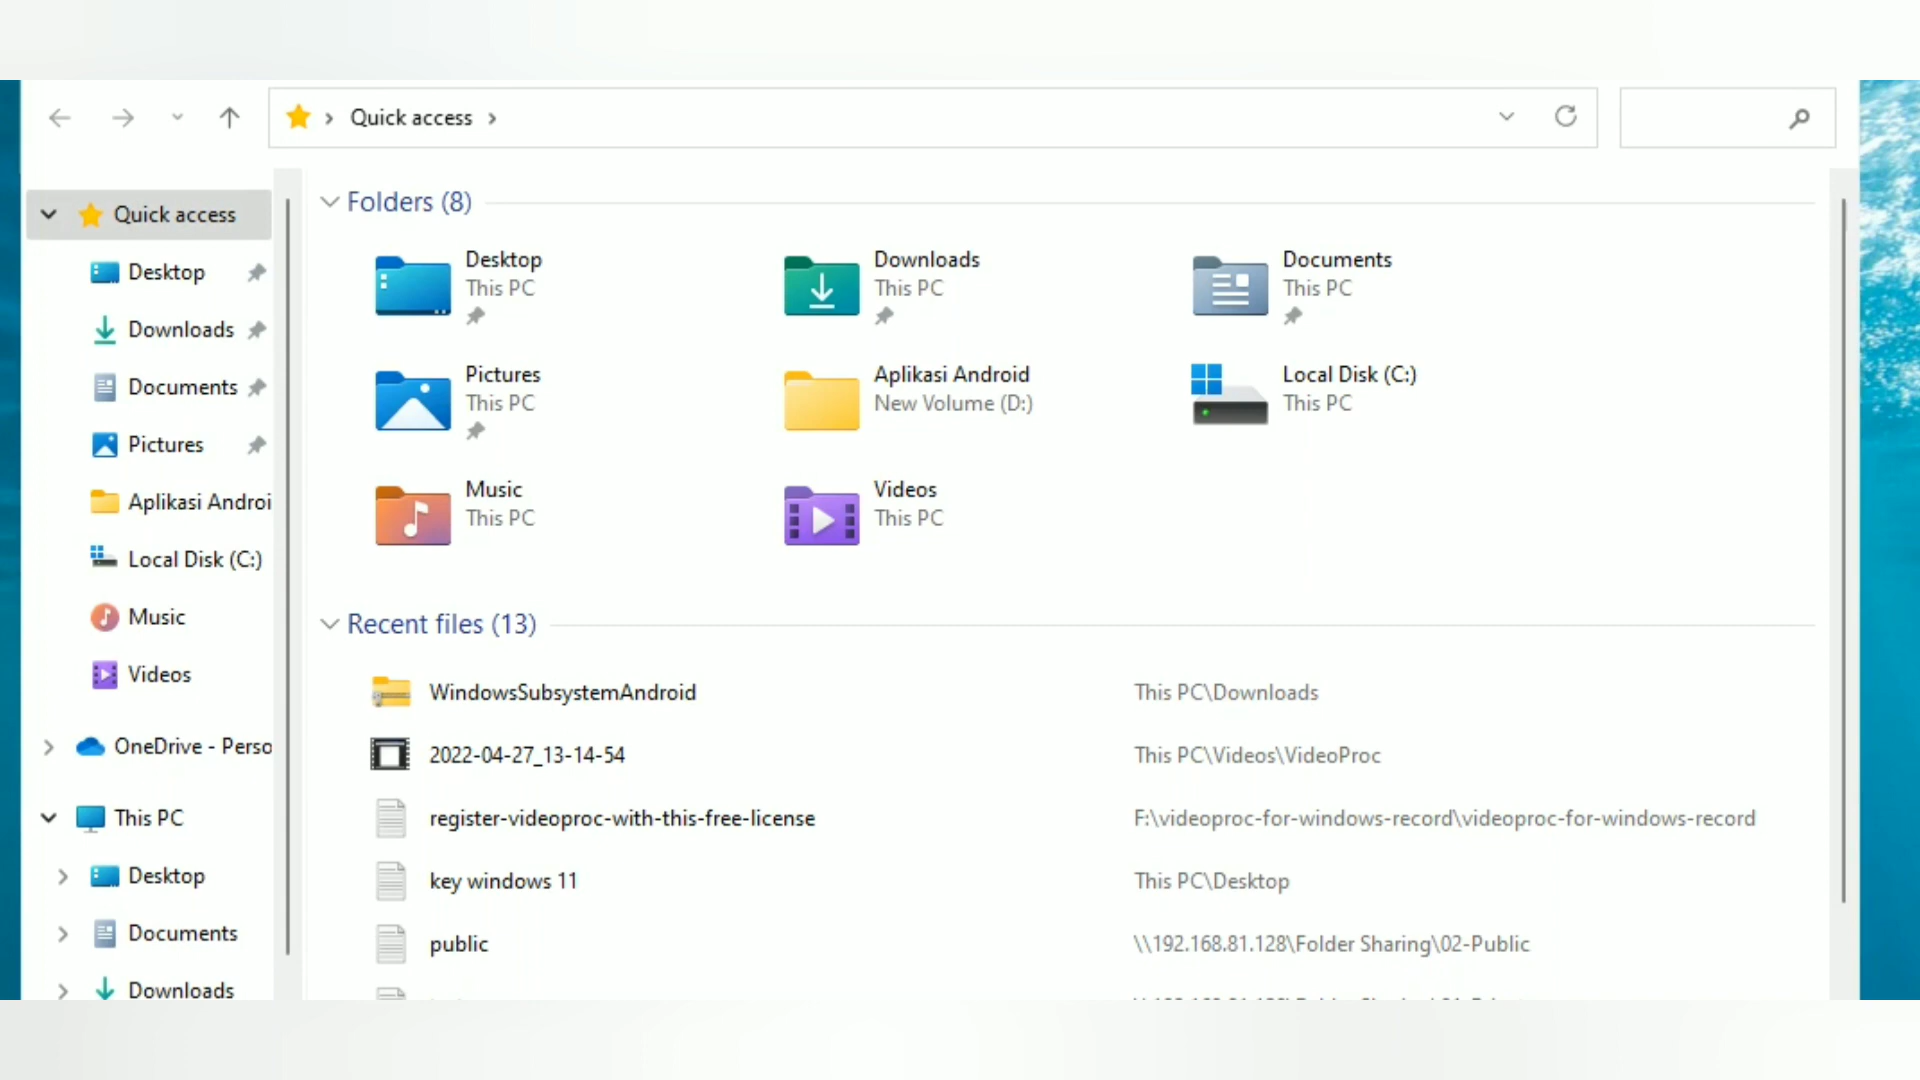 Quick access
Quick access
Desktop
Downloads
Documents
Pictures
Aplikasi Androi
Local Disk (C:)
Music
Videos
OneDrive - Perso
This PC
Desktop
Documents
Downloads
Folders (8)
Desktop
This PC
Downloads
This PC
Documents
This PC
Pictures
This PC
Aplikasi Android
New Volume (D:)
Local Disk (C:)
This PC
Music
This PC
Videos
This PC
Recent files (13)
WindowsSubsystemAndroid This PC\Downloads
2022-04-27_13-14-54 This PC\Videos\VideoProc
register-videoproc-with-this-free-license F:\videoproc-for-windows-record\videoproc-for-windows-record
key windows 11 This PC\Desktop
public \\192.168.81.128\Folder Sharing\02-Public